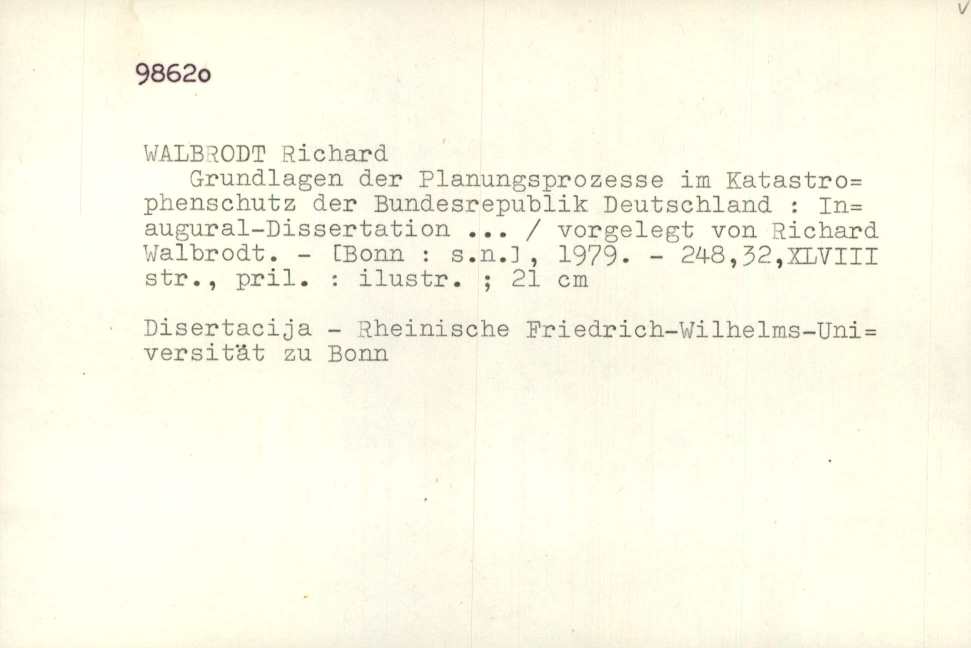 98620
WALBRODT Richard
Grundlagen der Planungsprozesse im Katastro=
phenschutz der Bundesrepublik Deutschland : In=
augural-Dissertation ... / vorgelegt von Richard
Walbrodt. - [Bonn : s.n.], 1979. - 248,32,XLVIII
str., pril. : ilustr. ; 21 cm
Disertacija - Rheinische Friedrich-Wilhelms-Uni=
versität zu Bonn